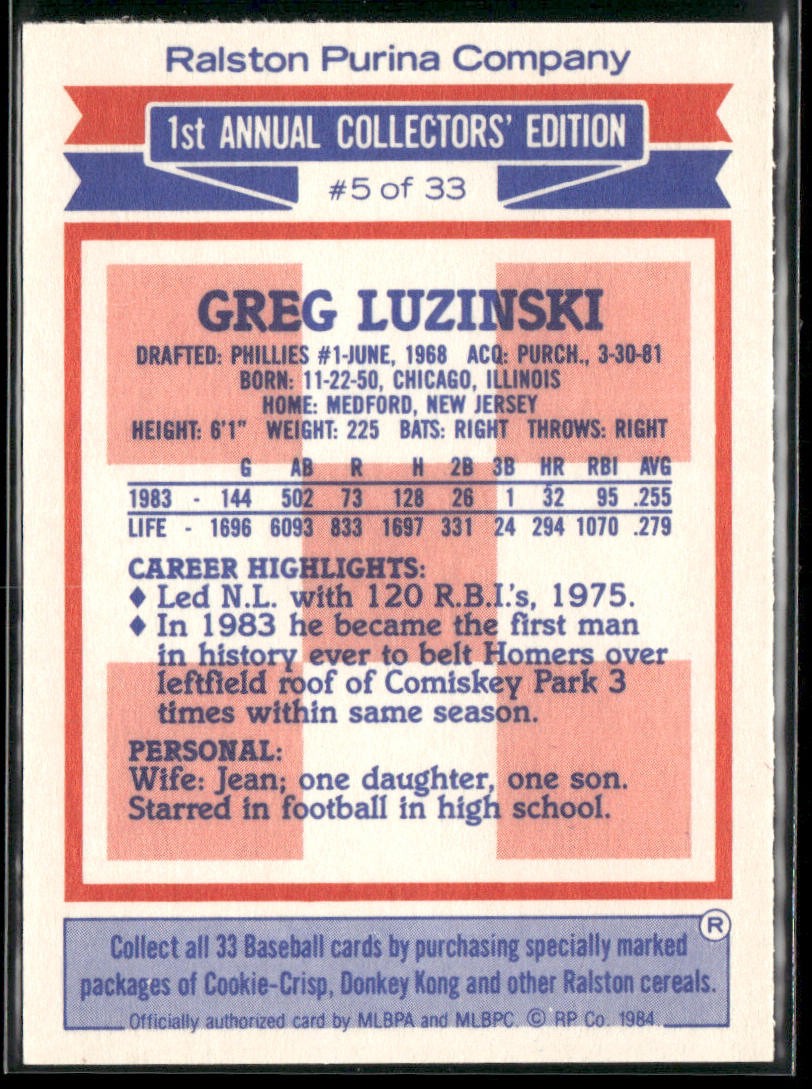 Ralston Purina Company
1st ANNUAL COLLECTORS' EDITION
#5 of 33
GREG LUZINSKI
DRAFTED: PHILLIES #1-JUNE, 1968 ACQ: PURCH., 3-30-81
BORN: 11-22-50, CHICAGO, ILLINOIS
HOME: MEDFORD, NEW JERSEY
HEIGHT: 6'1" WEIGHT: 225 BATS: RIGHT THROWS: RIGHT
G AB R H 2B 3B HR RBI AVG
1983 - 144 502 73 128 26 1 32 95 .255
LIFE - 1696 6093 833 1697 331 24 294 1070 .279
CAREER HIGHLIGHTS:
♦ Led N.L. with 120 R.B.I.'s, 1975.
♦ In 1983 he became the first man
in history ever to belt Homers over
leftfield roof of Comiskey Park 3
times within same season.
PERSONAL:
Wife: Jean; one daughter, one son.
Starred in football in high school.
®
Collect all 33 Baseball cards by purchasing specially marked
packages of Cookie-Crisp, Donkey Kong and other Ralston cereals.
Officially authorized card by MLBPA and MLBPC. © RP Co. 1984.